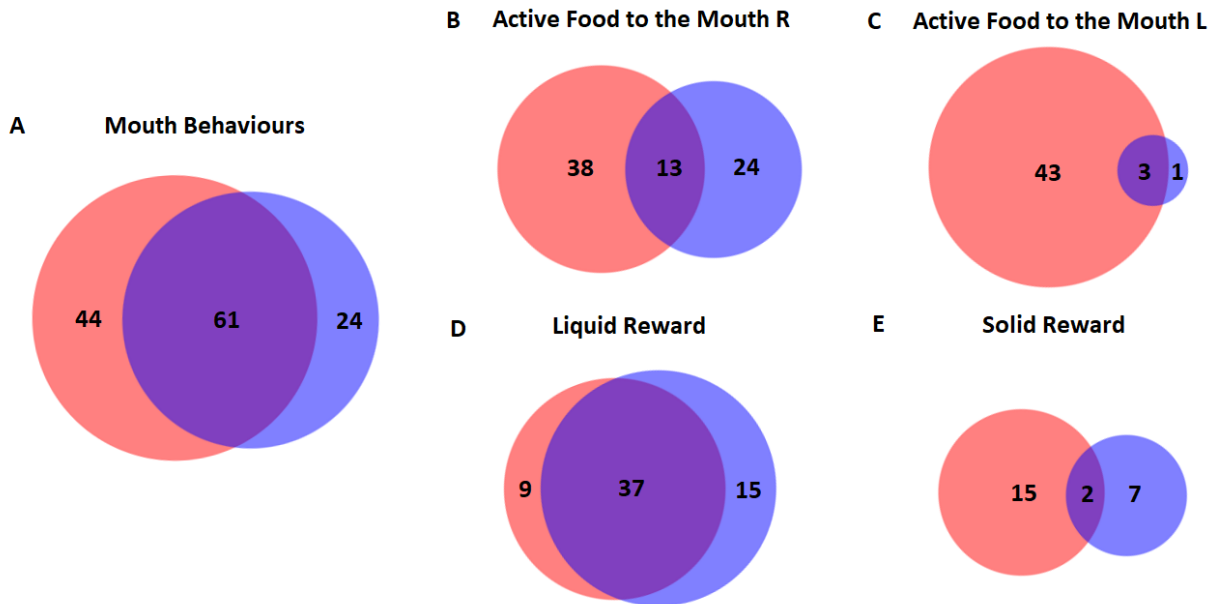 A Mouth Behaviours
44 61 24
B Active Food to the Mouth R
38 13 24
C Active Food to the Mouth L
43 3 1
D Liquid Reward
9 37 15
E Solid Reward
15 2 7